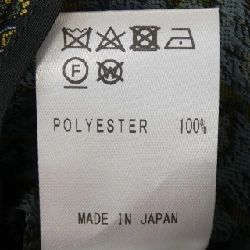 F W
POLYESTER 100%
MADE IN JAPAN